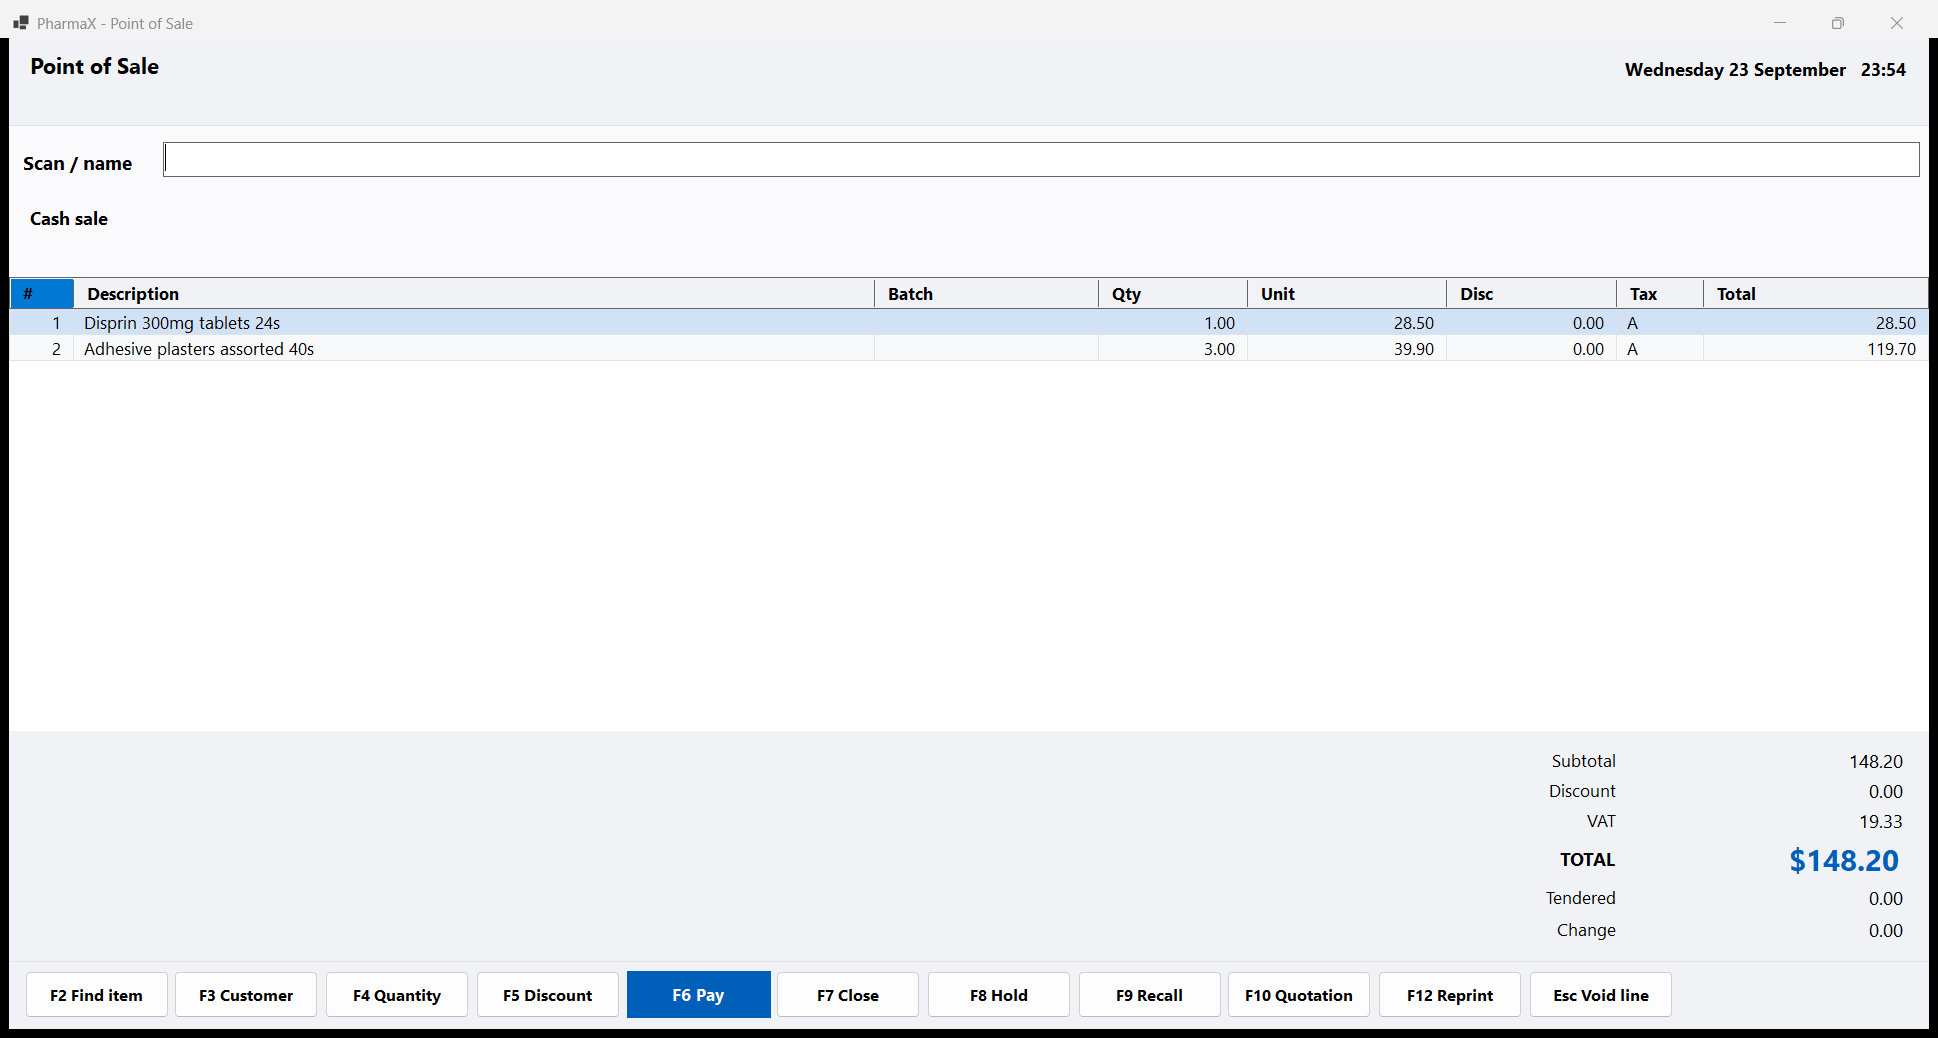 PharmaX - Point of Sale
Point of Sale
Wednesday 23 September 23:54
Scan / name
Cash sale
# Description Batch Qty Unit Disc Tax Total
1 Disprin 300mg tablets 24s 1.00 28.50 0.00 A 28.50
2 Adhesive plasters assorted 40s 3.00 39.90 0.00 A 119.70
Subtotal 148.20
Discount 0.00
VAT 19.33
TOTAL $148.20
Tendered 0.00
Change 0.00
F2 Find item F3 Customer F4 Quantity F5 Discount F6 Pay F7 Close F8 Hold F9 Recall F10 Quotation F12 Reprint Esc Void line